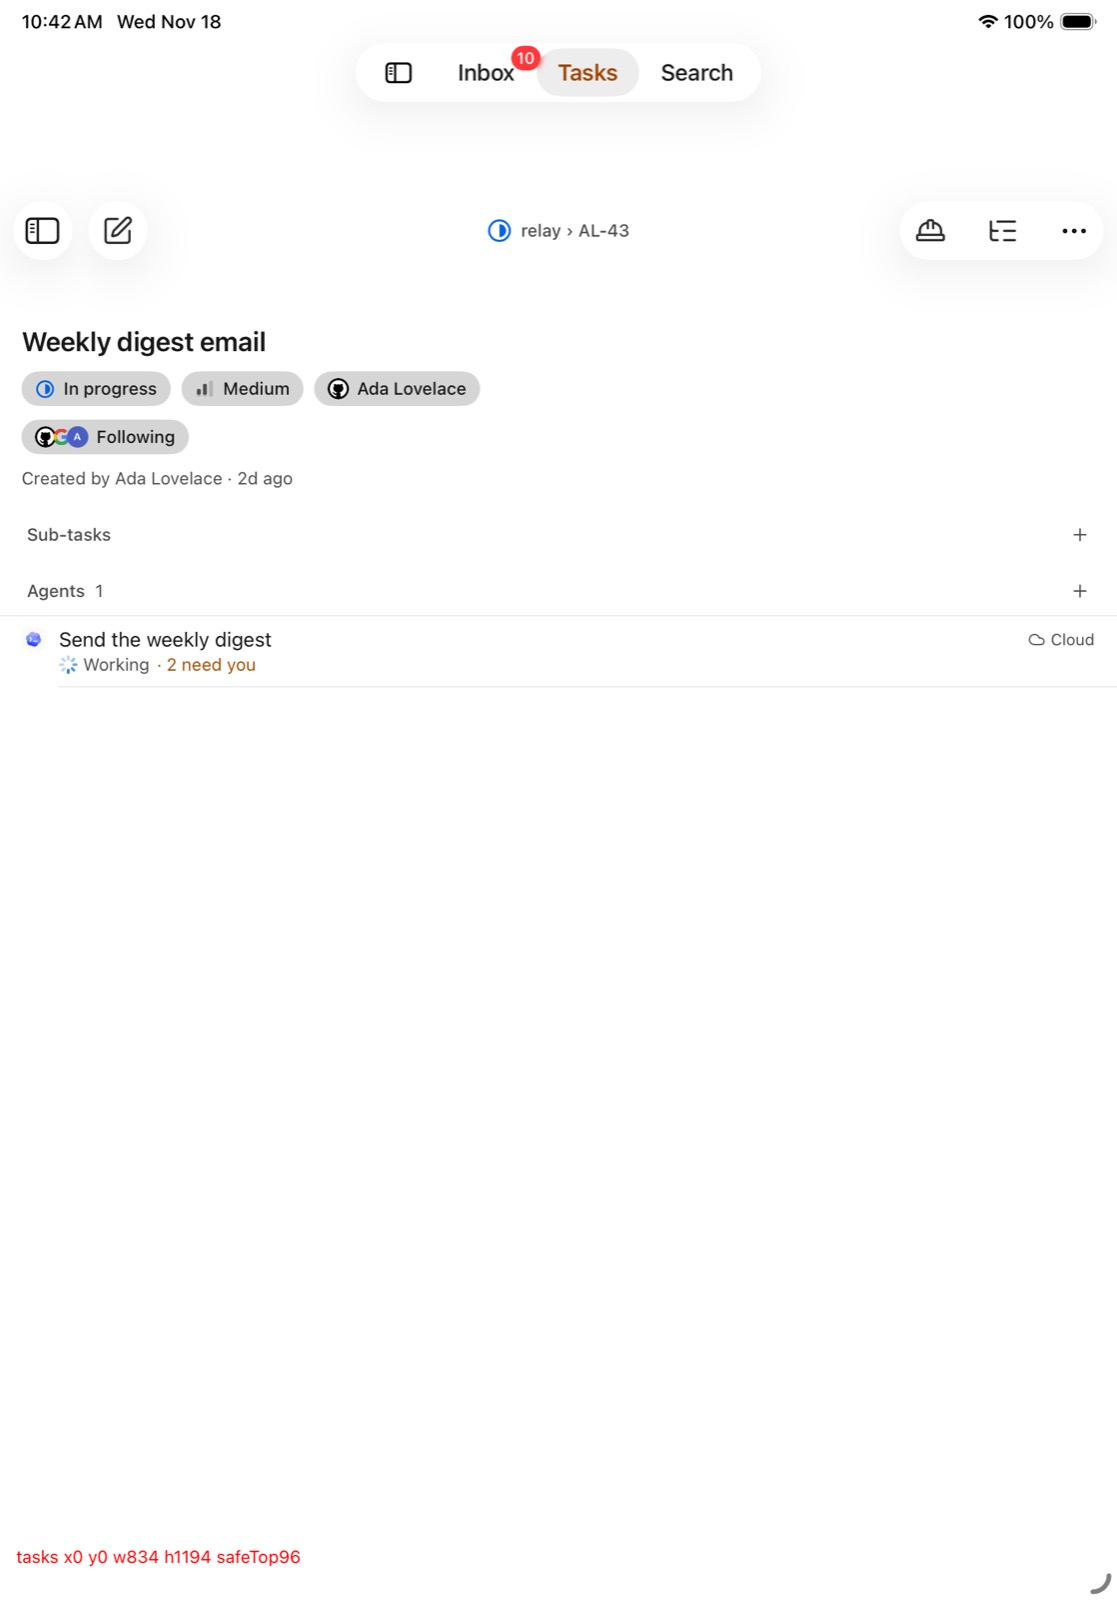 10:42 AM Wed Nov 18
100%
Inbox 10 Tasks Search
relay › AL-43
Weekly digest email
In progress Medium Ada Lovelace
A Following
Created by Ada Lovelace · 2d ago
Sub-tasks
Agents 1
Send the weekly digest Cloud
Working · 2 need you
tasks x0 y0 w834 h1194 safeTop96